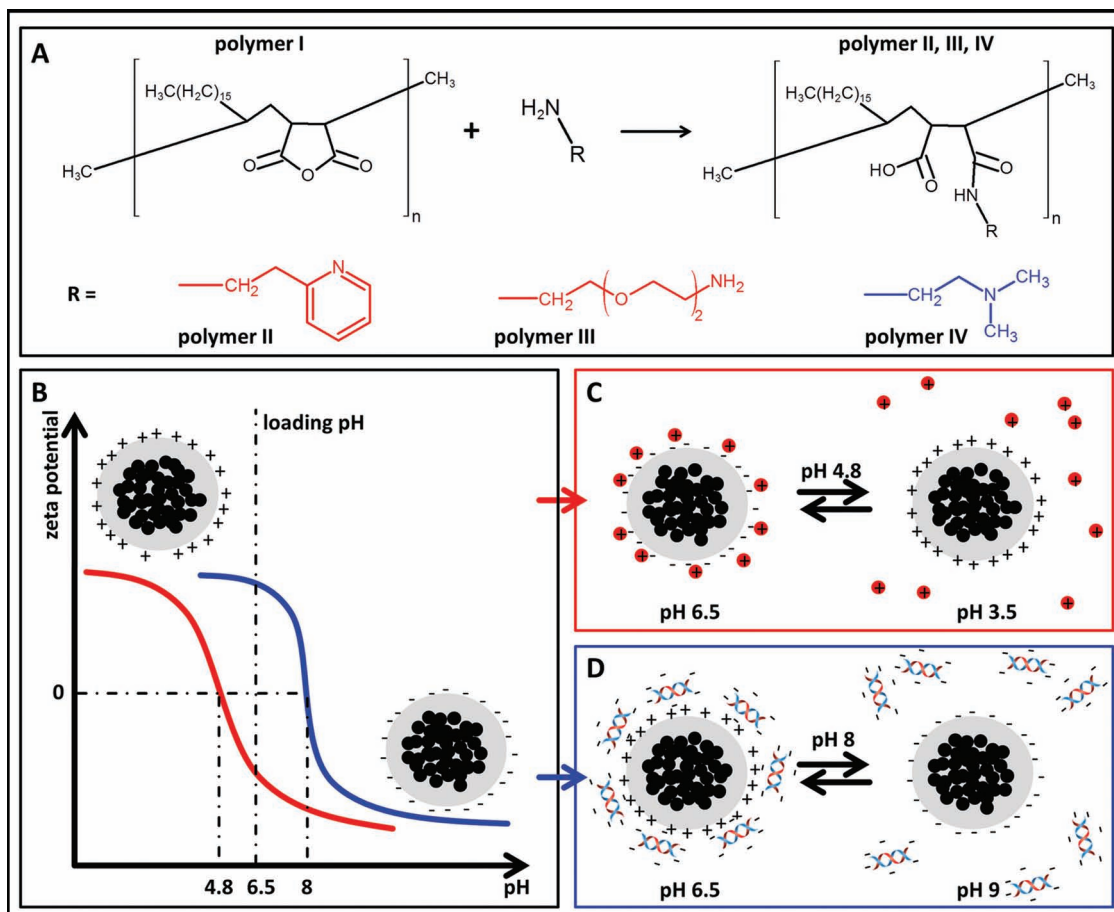 A
polymer I
polymer II, III, IV
H3C(H2C)15
CH3
H3C
O
O
O
n
+
H2N
R
H3C(H2C)15
CH3
H3C
HO
O
O
HN
R
n
R =
CH2
N
polymer II
CH2
O
2
NH2
polymer III
CH2
N
CH3
CH3
polymer IV
B
zeta potential
loading pH
0
4.8
6.5
8
pH
C
pH 4.8
pH 6.5
pH 3.5
D
pH 8
pH 6.5
pH 9